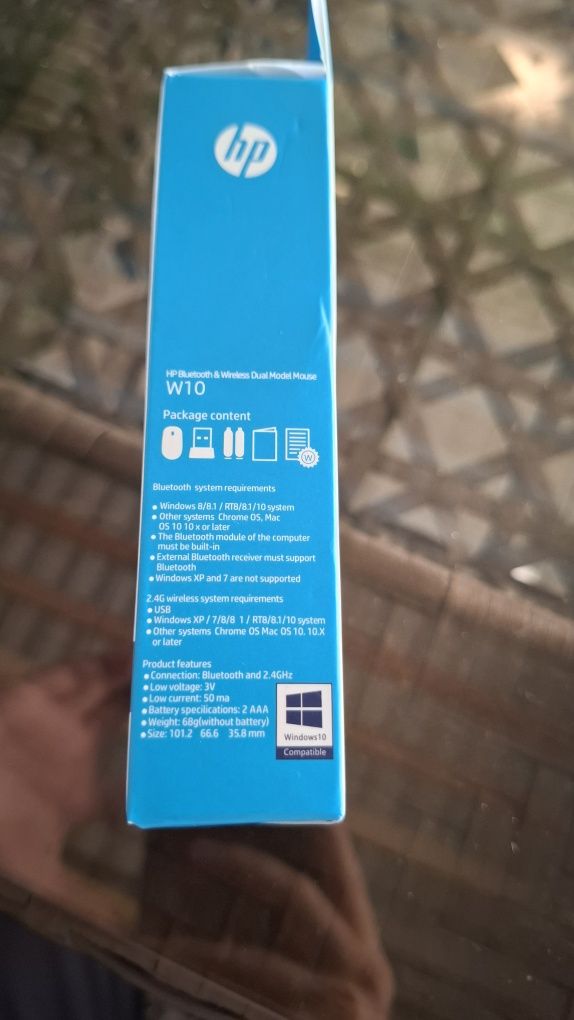 hp
HP Bluetooth & Wireless Dual Model Mouse
W10
Package content
W
Bluetooth system requirements
• Windows 8/8.1 / RT8/8.1/10 system
• Other systems Chrome OS, Mac
OS 10 10 x or later
• The Bluetooth module of the computer
must be built-in
• External Bluetooth receiver must support
Bluetooth
• Windows XP and 7 are not supported
2.4G wireless system requirements
• USB
• Windows XP / 7/8/8 1 / RT8/8.1/10 system
• Other systems Chrome OS Mac OS 10. 10.X
or later
Product features
• Connection: Bluetooth and 2.4GHz
• Low voltage: 3V
• Low current: 50 ma
• Battery specifications: 2 AAA
• Weight: 68g(without battery)
• Size: 101.2 66.6 35.8 mm
Windows10
Compatible